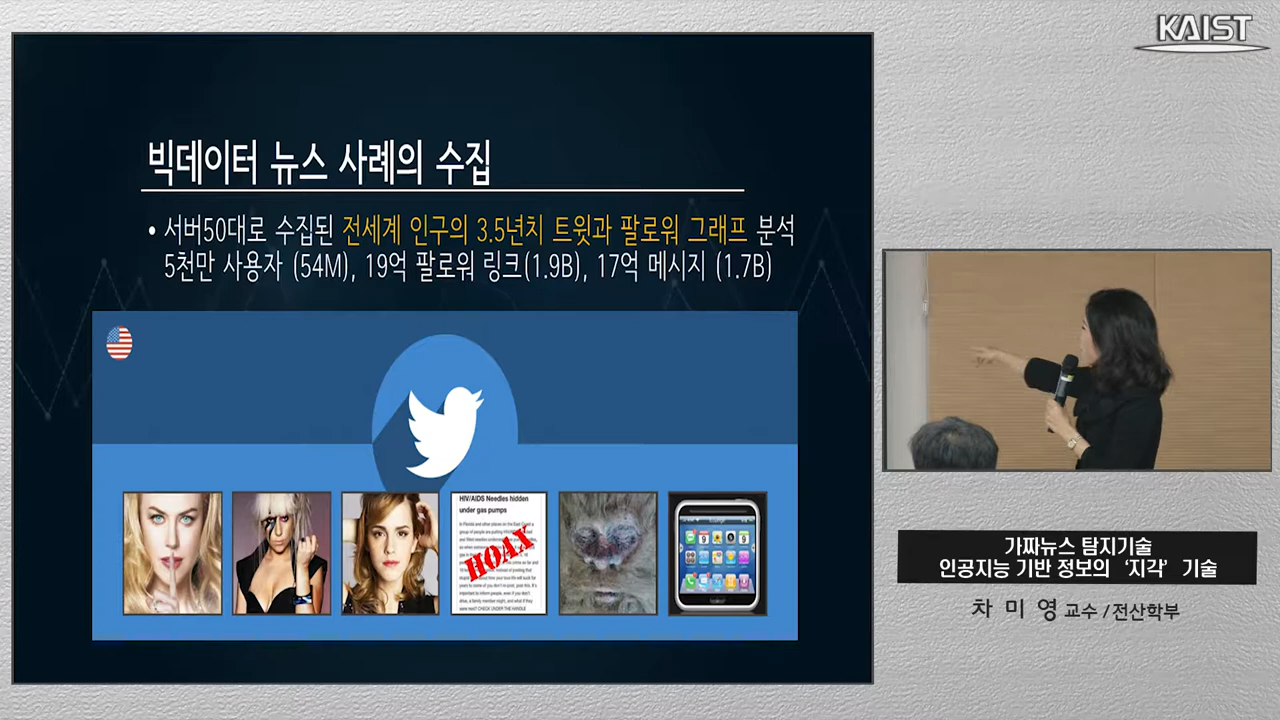 KAIST
빅데이터 뉴스 사례의 수집
• 서버50대로 수집된 전세계 인구의 3.5년치 트윗과 팔로워 그래프 분석
5천만 사용자 (54M), 19억 팔로워 링크(1.9B), 17억 메시지 (1.7B)
HIV/AIDS Needles hidden
under gas pumps
HOAX
가짜뉴스 탐지기술
인공지능 기반 정보의 ‘지각’ 기술
차 미 영 교수 / 전산학부